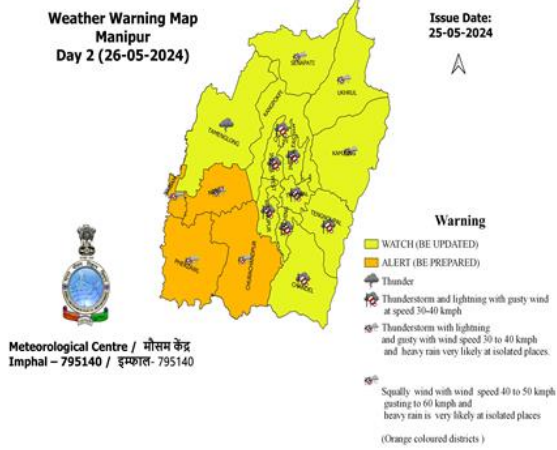 Weather Warning Map
Manipur
Day 2 (26-05-2024)
Issue Date:
25-05-2024
SENAPATI
UKHRUL
KANGPOKPI
TAMENGLONG
KAMJONG
TENGNOUPAL
PHERZAWL
CHURACHANDPUR
CHANDEL
Warning
WATCH (BE UPDATED)
ALERT (BE PREPARED)
Thunder
Thunderstorm and lightning with gusty wind
at speed 30-40 kmph
Thunderstorm with lightning
and gusty with wind speed 30 to 40 kmph
and heavy rain very likely at isolated places.
Squally wind with wind speed 40 to 50 kmph
gusting to 60 kmph and
heavy rain is very likely at isolated places
(Orange coloured districts )
Meteorological Centre / मौसम केंद्र
Imphal – 795140 / इम्फाल- 795140